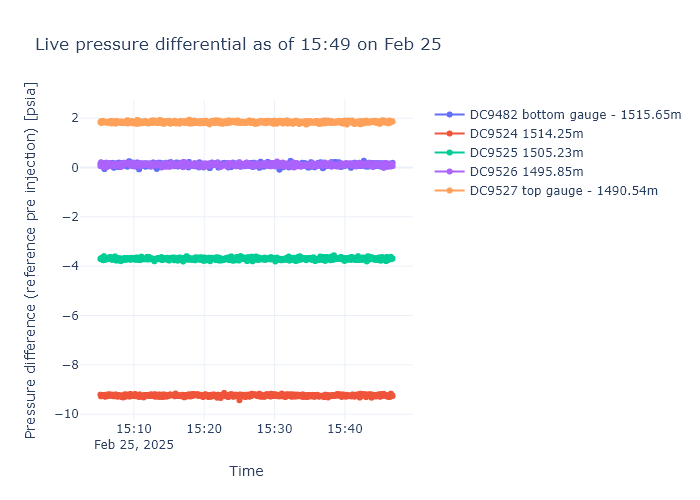 Live pressure differential as of 15:49 on Feb 25
Pressure difference (reference pre injection) [psia]
2
0
−2
−4
−6
−8
−10
15:10
15:20
15:30
15:40
Feb 25, 2025
Time
DC9482 bottom gauge - 1515.65m
DC9524 1514.25m
DC9525 1505.23m
DC9526 1495.85m
DC9527 top gauge - 1490.54m